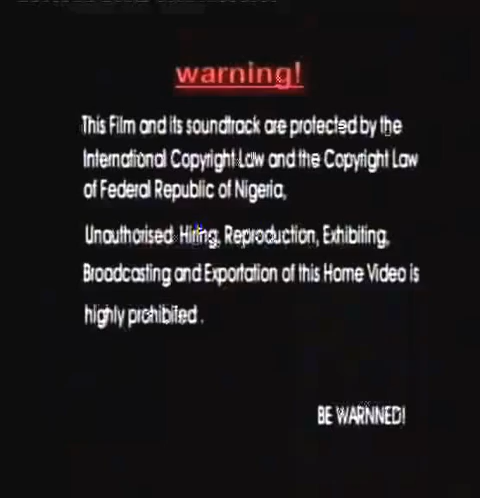 warning!
This Film and its soundtrack are protected by the
International Copyright Law and the Copyright Law
of Federal Republic of Nigeria,
Unauthorised Hiring, Reproduction, Exhibiting,
Broadcasting and Exportation of this Home Video is
highly prohibited .
BE WARNNED!